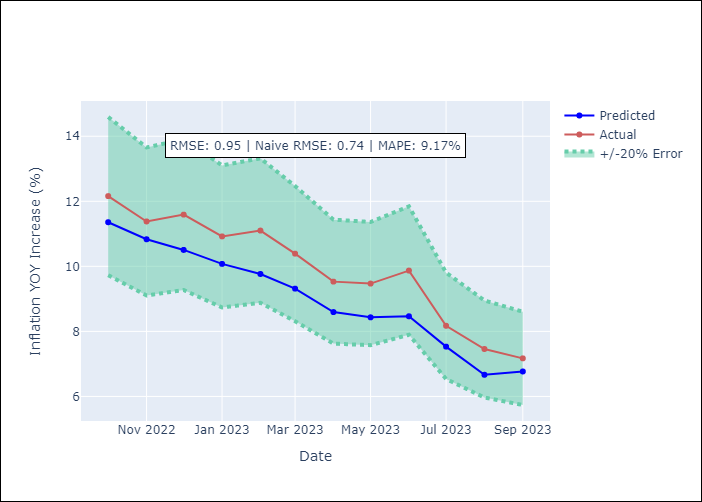 RMSE: 0.95 | Naive RMSE: 0.74 | MAPE: 9.17%
Predicted
Actual
+/-20% Error
Inflation YOY Increase (%)
14
12
10
8
6
Nov 2022
Jan 2023
Mar 2023
May 2023
Jul 2023
Sep 2023
Date